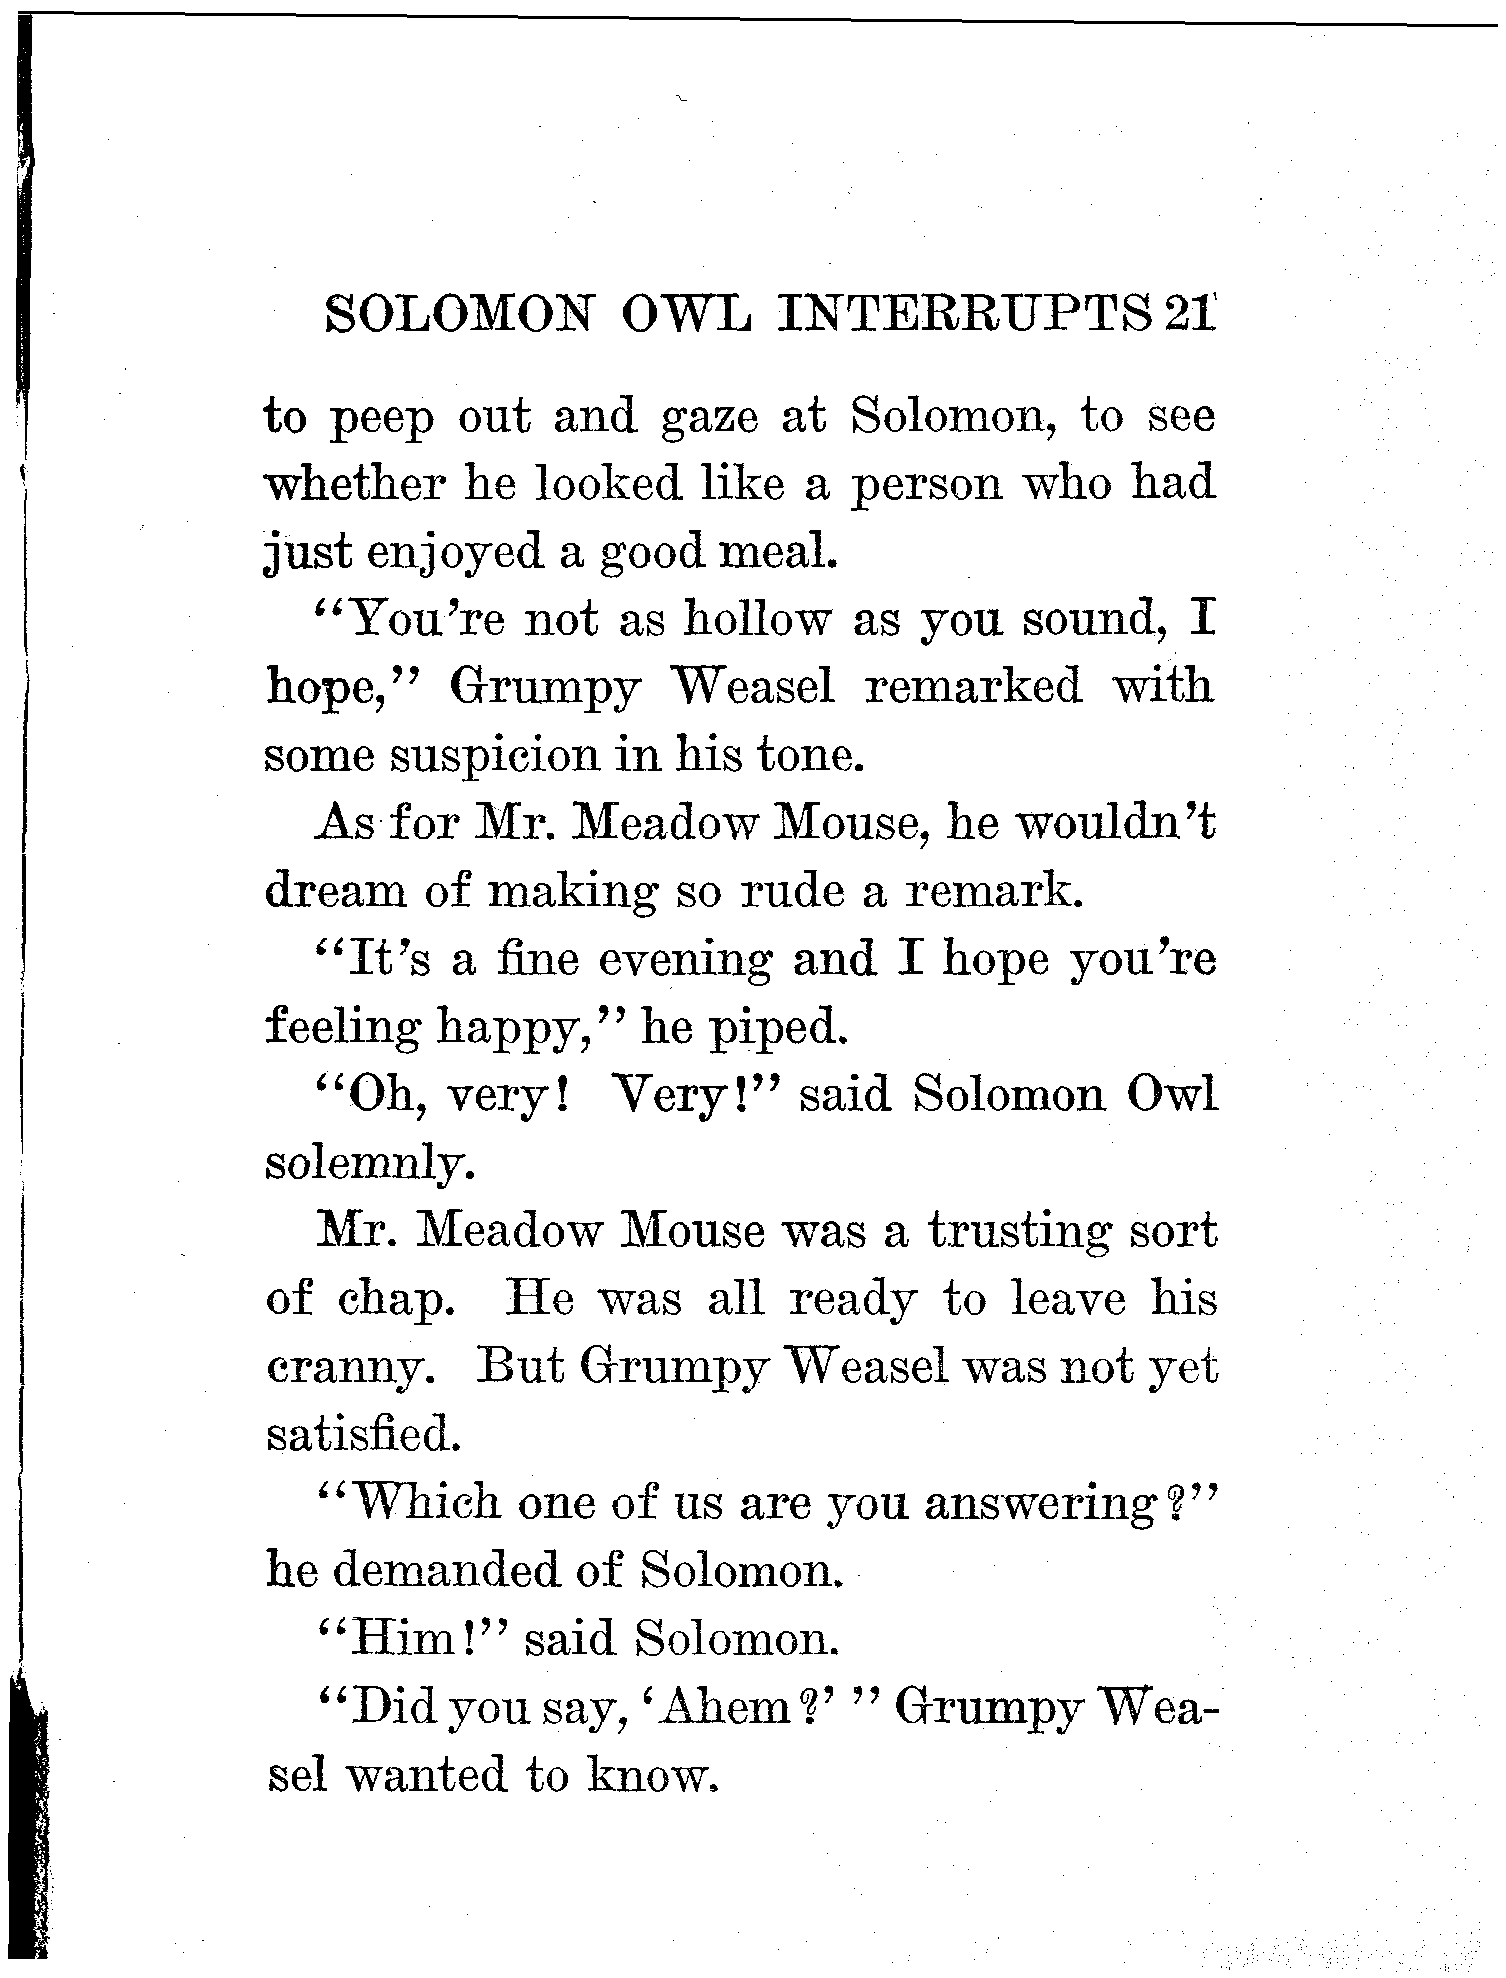 SOLOMON OWL INTERRUPTS 21
to peep out and gaze at Solomon, to see
whether he looked like a person who had
just enjoyed a good meal.
“You're not as hollow as you sound, I
hope,” Grumpy Weasel remarked with
some suspicion in his tone.
As for Mr. Meadow Mouse, he wouldn't
dream of making so rude a remark.
“It's a fine evening and I hope you're
feeling happy,” he piped.
“Oh, very! Very!” said Solomon Owl
solemnly.
Mr. Meadow Mouse was a trusting sort
of chap. He was all ready to leave his
cranny. But Grumpy Weasel was not yet
satisfied.
“Which one of us are you answering?”
he demanded of Solomon.
“Him!” said Solomon.
“Did you say, ‘Ahem?’ ” Grumpy Wea-
sel wanted to know.